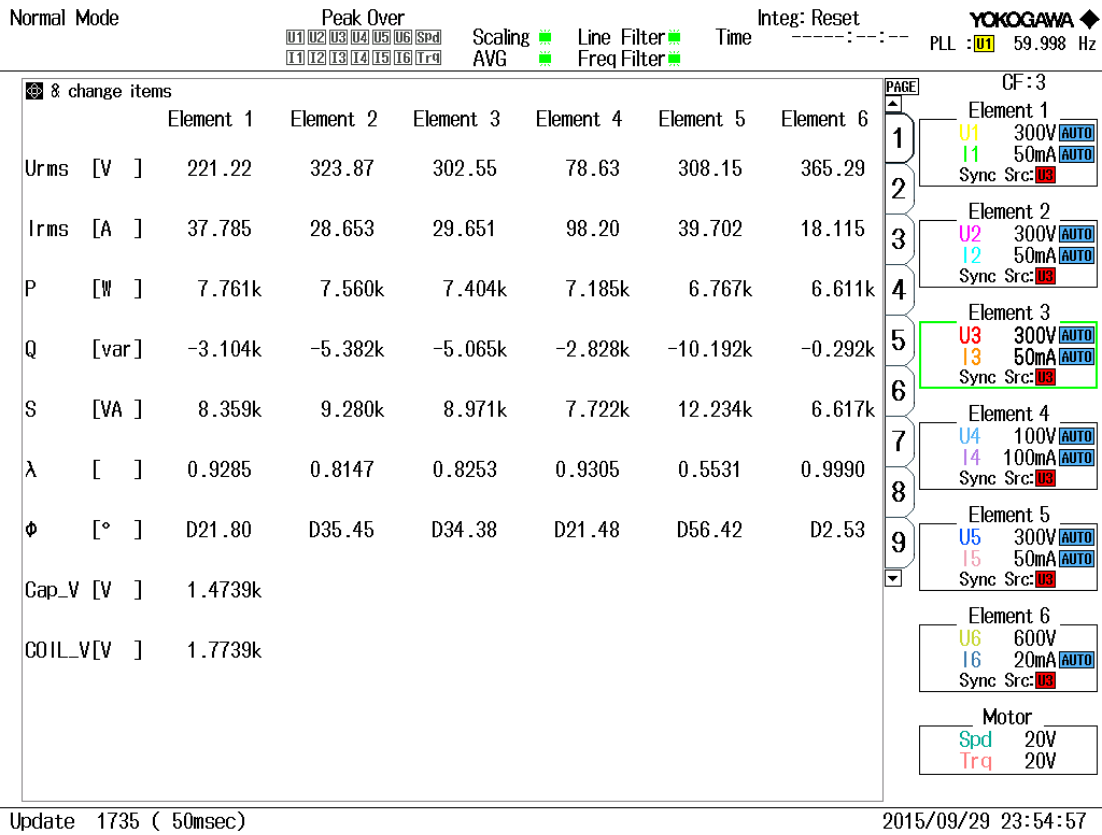 Normal Mode
Peak Over
U1 U2 U3 U4 U5 U6 Spd
I1 I2 I3 I4 I5 I6 Trq
Scaling
AVG
Line Filter
Freq Filter
Integ: Reset
Time -----:--:--
YOKOGAWA
PLL :U1 59.998 Hz
8 change items
Element 1 Element 2 Element 3 Element 4 Element 5 Element 6
Urms [V ] 221.22 323.87 302.55 78.63 308.15 365.29
Irms [A ] 37.785 28.653 29.651 98.20 39.702 18.115
P [W ] 7.761k 7.560k 7.404k 7.185k 6.767k 6.611k
Q [var] -3.104k -5.382k -5.065k -2.828k -10.192k -0.292k
S [VA ] 8.359k 9.280k 8.971k 7.722k 12.234k 6.617k
λ [ ] 0.9285 0.8147 0.8253 0.9305 0.5531 0.9990
Φ [° ] D21.80 D35.45 D34.38 D21.48 D56.42 D2.53
Cap_V [V ] 1.4739k
COIL_V[V ] 1.7739k
PAGE
1
2
3
4
5
6
7
8
9
CF:3
Element 1
U1 300V AUTO
I1 50mA AUTO
Sync Src:U3
Element 2
U2 300V AUTO
I2 50mA AUTO
Sync Src:U3
Element 3
U3 300V AUTO
I3 50mA AUTO
Sync Src:U3
Element 4
U4 100V AUTO
I4 100mA AUTO
Sync Src:U3
Element 5
U5 300V AUTO
I5 50mA AUTO
Sync Src:U3
Element 6
U6 600V
I6 20mA AUTO
Sync Src:U3
Motor
Spd 20V
Trq 20V
Update 1735 ( 50msec)
2015/09/29 23:54:57